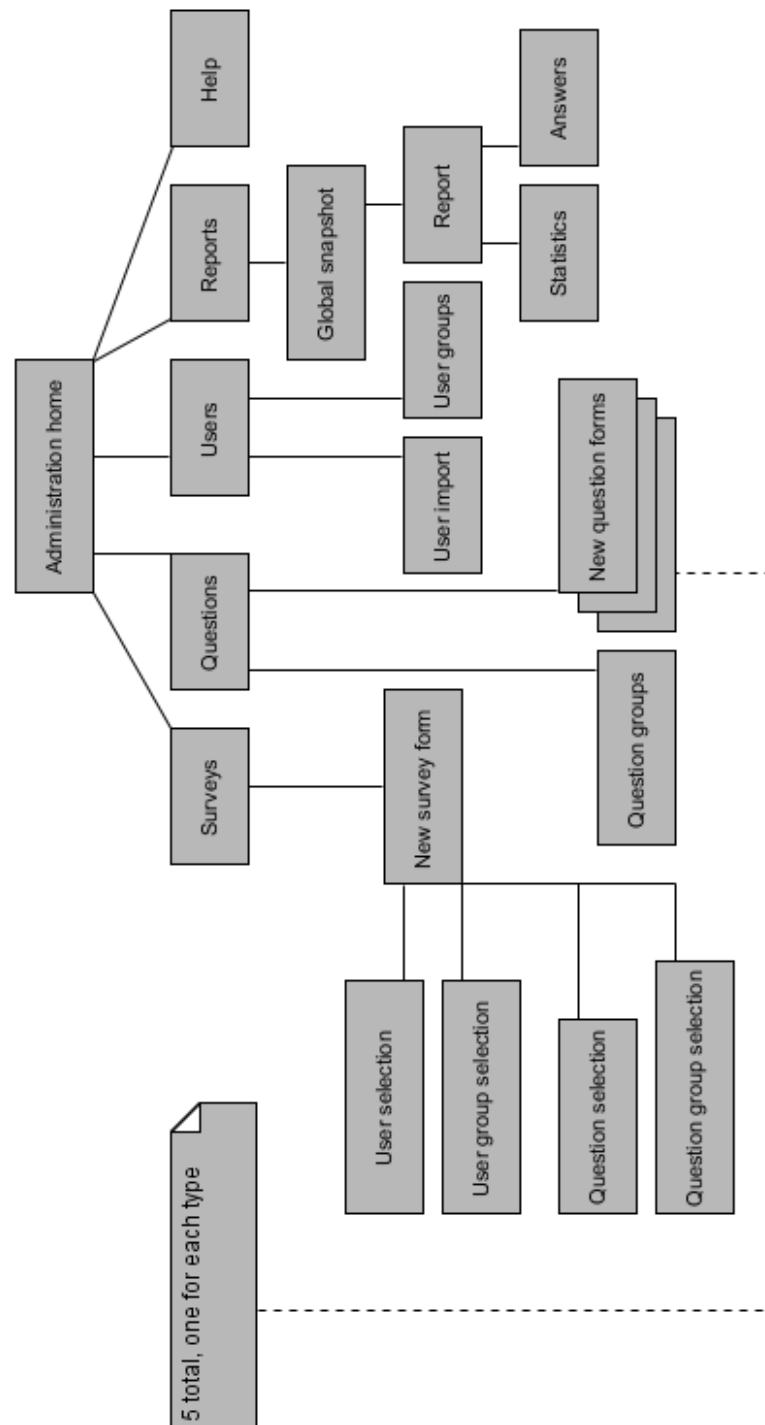 Administration home
Surveys
Questions
Users
Reports
Help
Global snapshot
New survey form
User import
User groups
Report
User selection
User group selection
Question selection
Question group selection
Question groups
New question forms
Statistics
Answers
5 total, one for each type